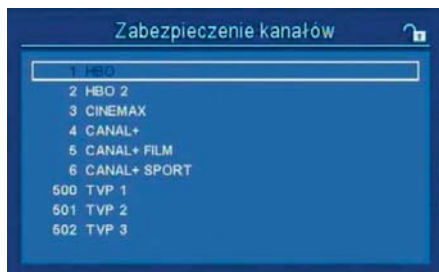 Zabezpieczenie kanałów
1 HBO
2 HBO 2
3 CINEMAX
4 CANAL+
5 CANAL+ FILM
6 CANAL+ SPORT
500 TVP 1
501 TVP 2
502 TVP 3